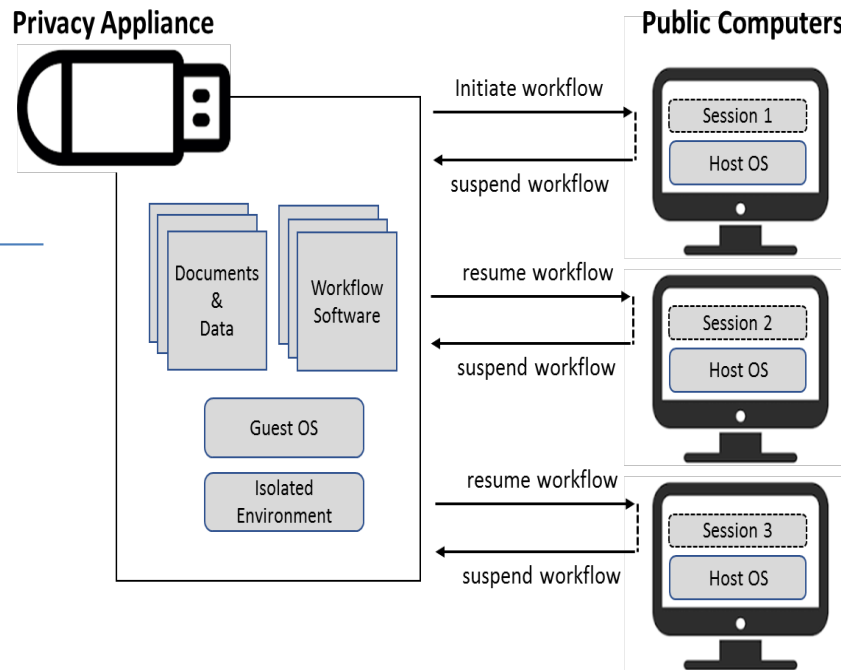 Privacy Appliance
Public Computers
Initiate workflow
suspend workflow
Session 1
Host OS
Documents
&
Data
Workflow
Software
Guest OS
Isolated
Environment
resume workflow
suspend workflow
Session 2
Host OS
resume workflow
suspend workflow
Session 3
Host OS